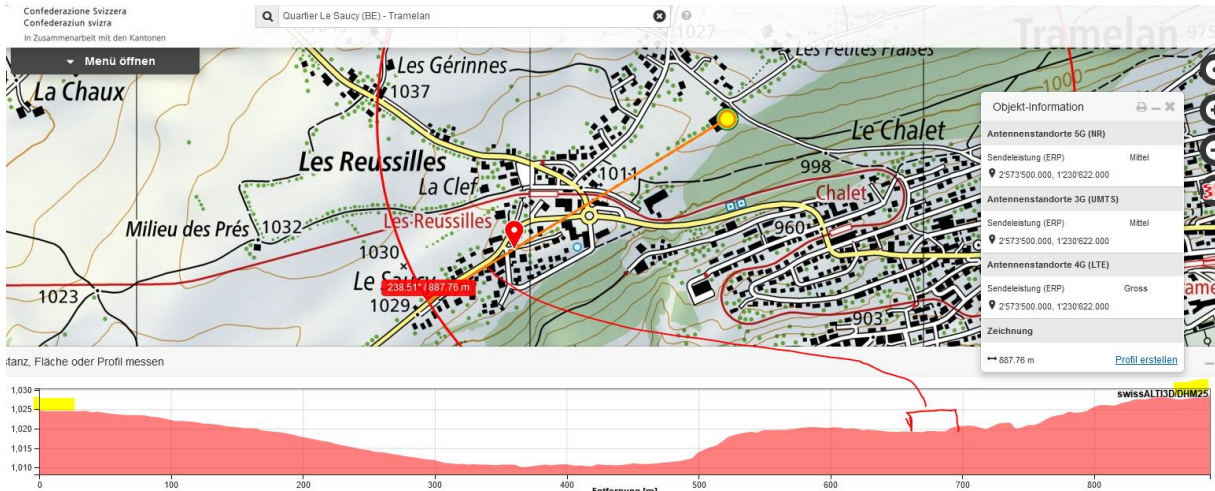 Confederazione Svizzera
Confederaziun svizra
In Zusammenarbeit mit den Kantonen
Quartier Le Saucy (BE) - Tramelan
Menü öffnen
1027
Tramelan
975
Les Petites Fraises
Les Gérinnes
La Chaux
1037
1000
Le Chalet
Les Reussilles
1011
998
La Clef
Chalet
Milieu des Prés
1032
Les Reussilles
960
1030
Le Saucy
238.51° / 887.76 m
1023
1029
903
Objekt-Information
Antennenstandorte 5G (NR)
Sendeleistung (ERP) Mittel
2'573'500.000, 1'230'622.000
Antennenstandorte 3G (UMTS)
Sendeleistung (ERP) Mittel
2'573'500.000, 1'230'622.000
Antennenstandorte 4G (LTE)
Sendeleistung (ERP) Gross
2'573'500.000, 1'230'622.000
Zeichnung
887.76 m Profil erstellen
stanz, Fläche oder Profil messen
swissALTI3D/DHM25
1,030
1,025
1,020
1,015
1,010
0 100 200 300 400 500 600 700 800
Entfernung [m]